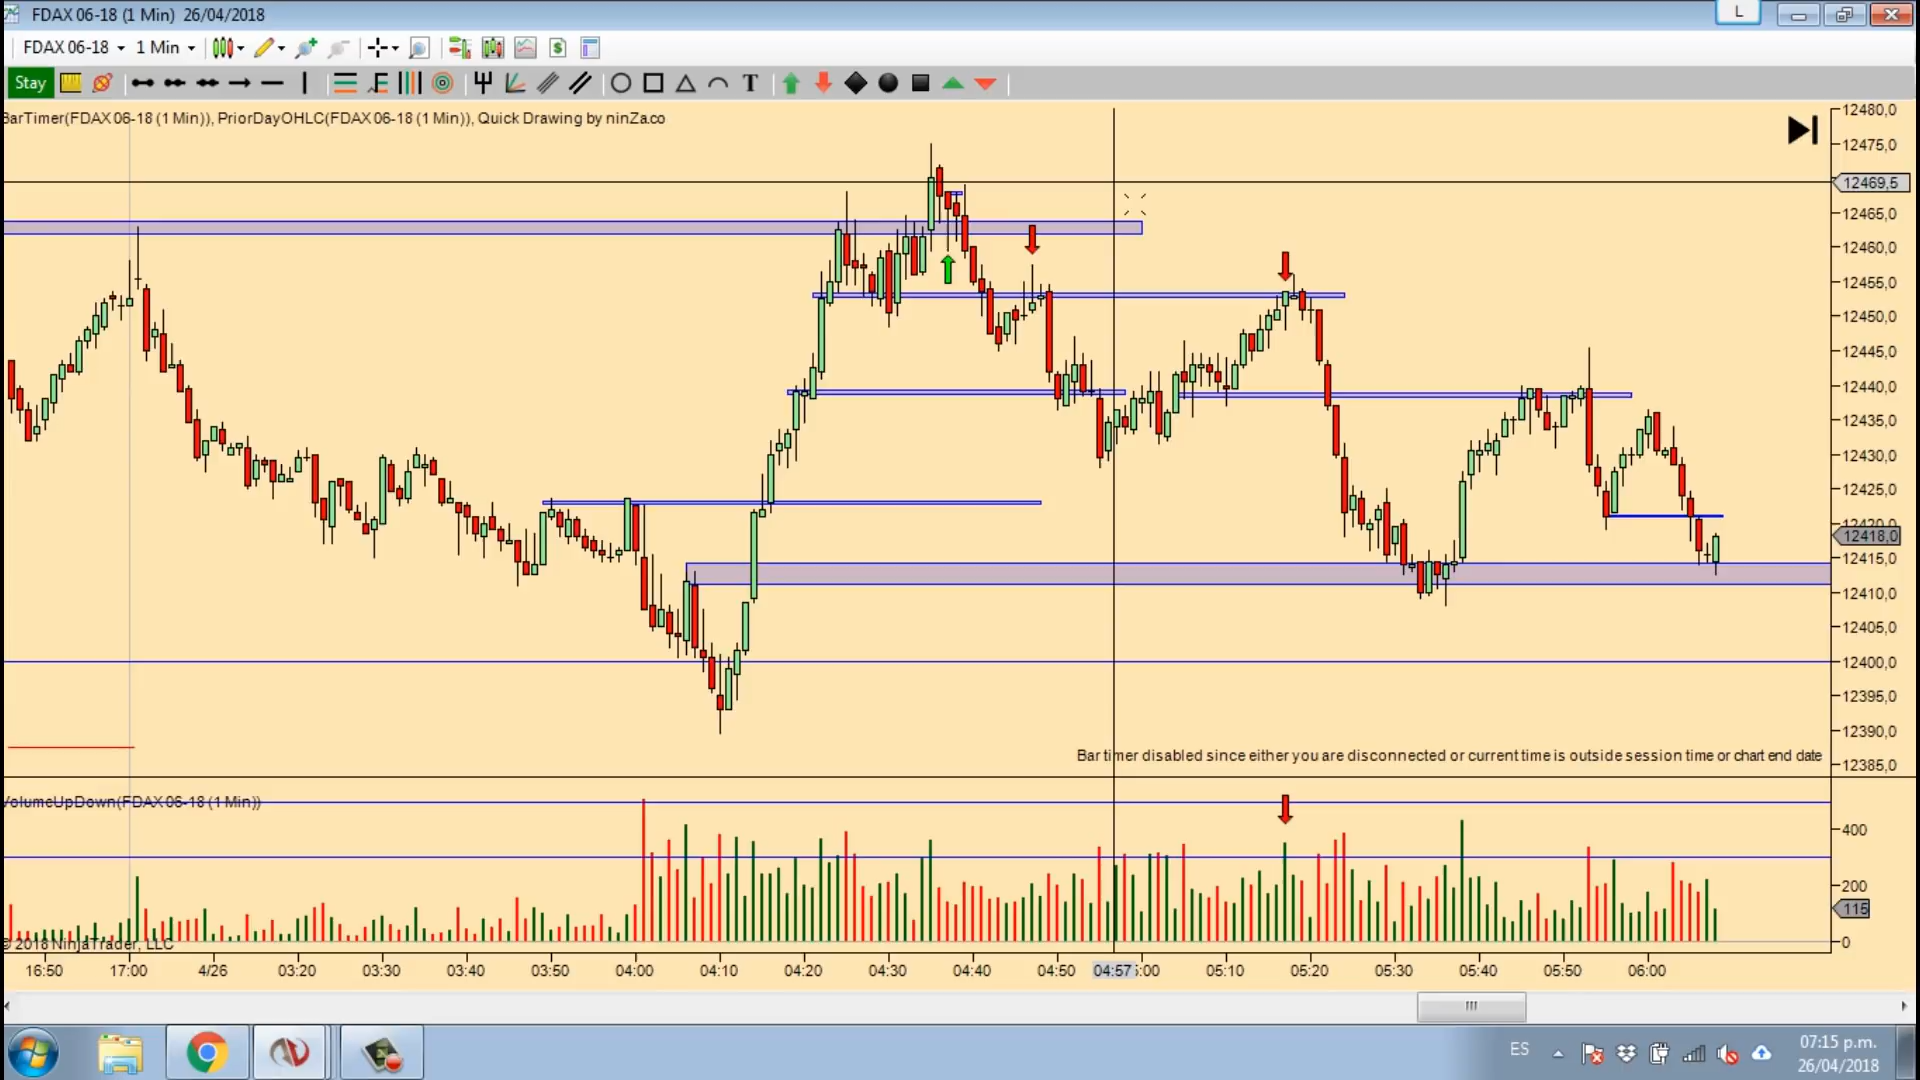 FDAX 06-18 (1 Min)  26/04/2018
L
FDAX 06-18 1 Min
$
Stay
T
BarTimer(FDAX 06-18 (1 Min)), PriorDayOHLC(FDAX 06-18 (1 Min)), Quick Drawing by ninZa.co
12480,0
12475,0
12469,5
12465,0
12460,0
12455,0
12450,0
12445,0
12440,0
12435,0
12430,0
12425,0
12420,0
12418,0
12415,0
12410,0
12405,0
12400,0
12395,0
12390,0
12385,0
Bar timer disabled since either you are disconnected or current time is outside session time or chart end date
VolumeUpDown(FDAX 06-18 (1 Min))
400
200
115
0
© 2018 NinjaTrader, LLC
16:50 17:00 4/26 03:20 03:30 03:40 03:50 04:00 04:10 04:20 04:30 04:40 04:50 04:57 5:00 05:10 05:20 05:30 05:40 05:50 06:00
ES
07:15 p.m.
26/04/2018